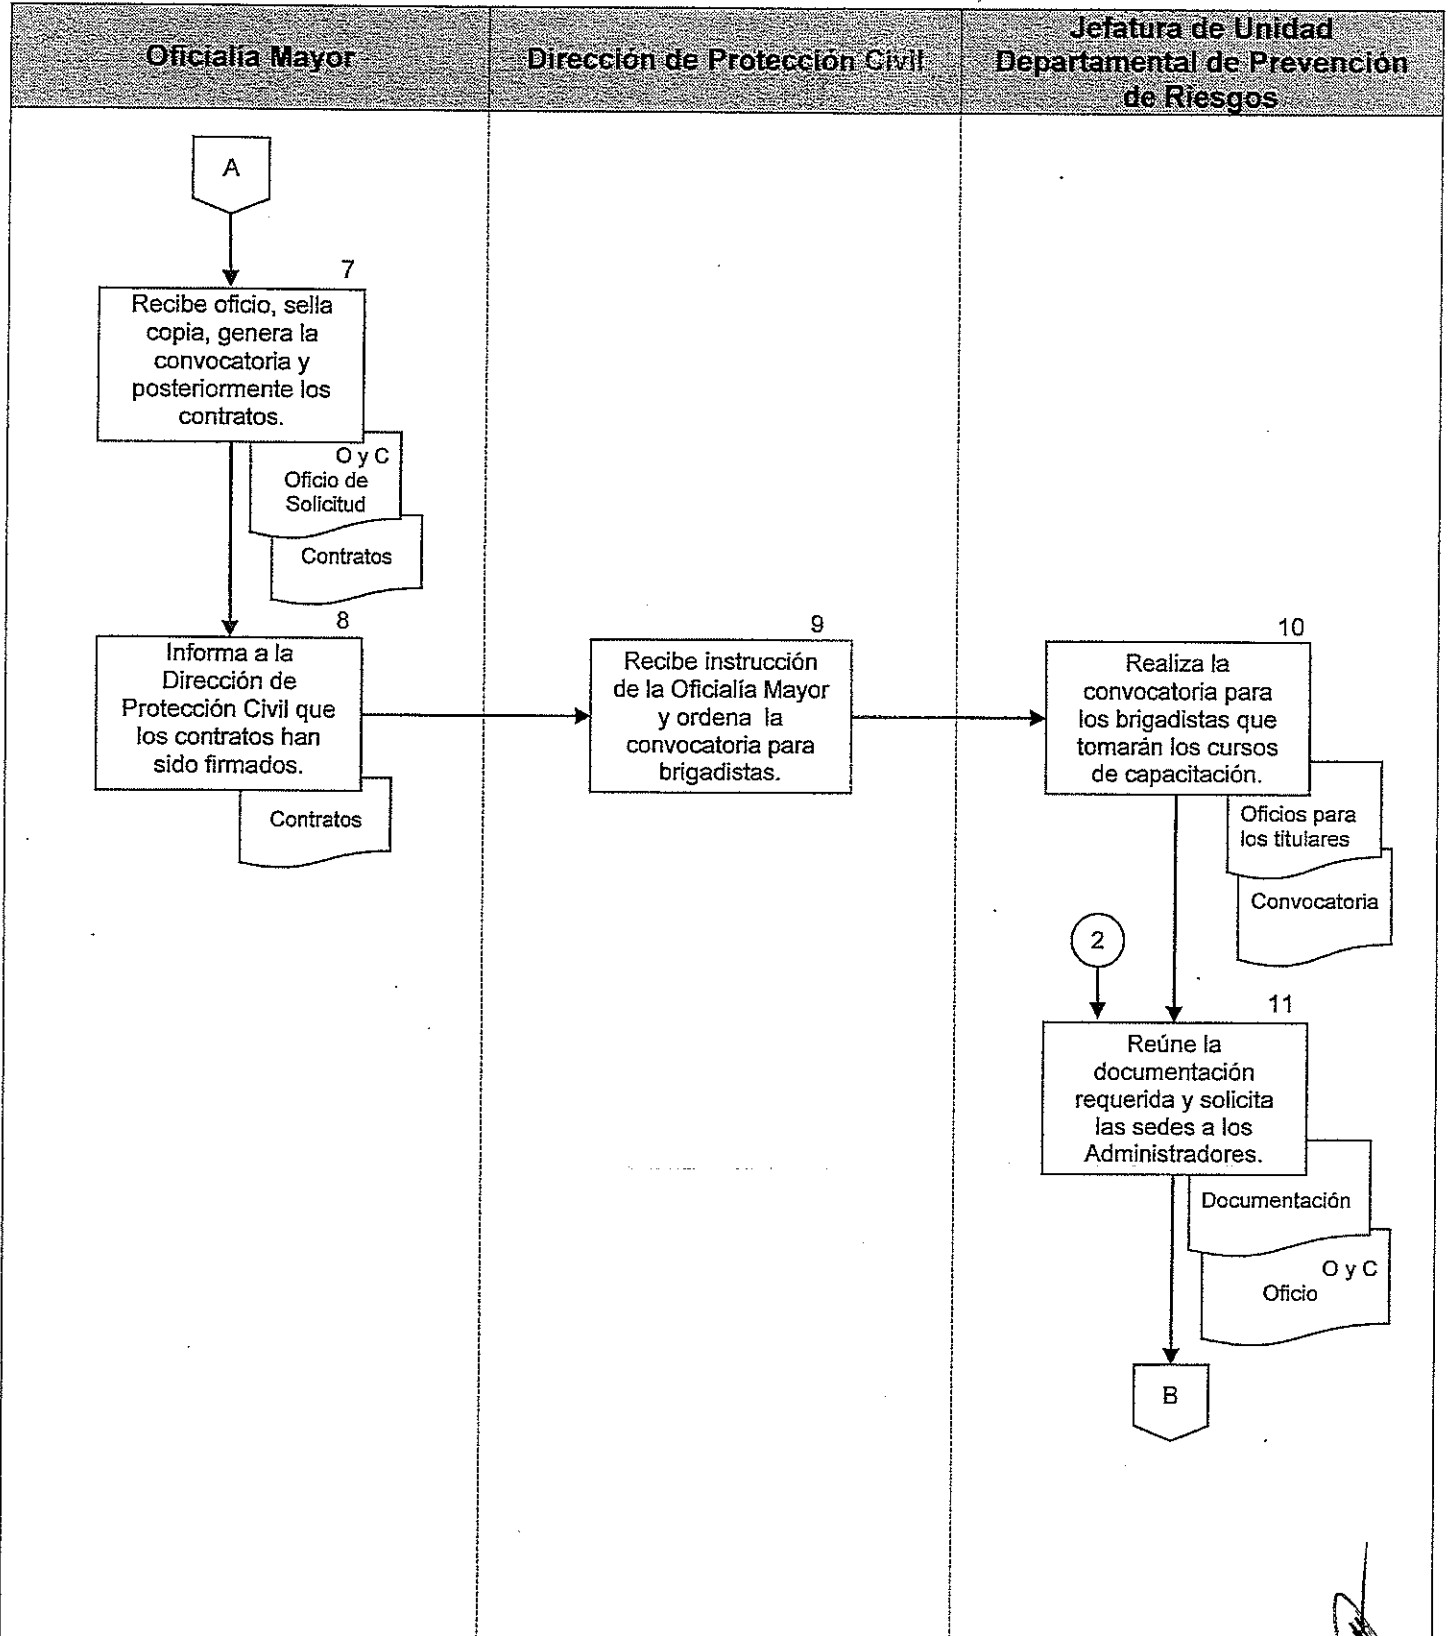 Oficialía Mayor
Dirección de Protección Civil
Jefatura de Unidad
Departamental de Prevención
de Riesgos
A
7
Recibe oficio, sella
copia, genera la
convocatoria y
posteriormente los
contratos.
O y C
Oficio de
Solicitud
Contratos
8
Informa a la
Dirección de
Protección Civil que
los contratos han
sido firmados.
Contratos
9
Recibe instrucción
de la Oficialía Mayor
y ordena la
convocatoria para
brigadistas.
10
Realiza la
convocatoria para
los brigadistas que
tomarán los cursos
de capacitación.
Oficios para
los titulares
Convocatoria
2
11
Reúne la
documentación
requerida y solicita
las sedes a los
Administradores.
Documentación
O y C
Oficio
B